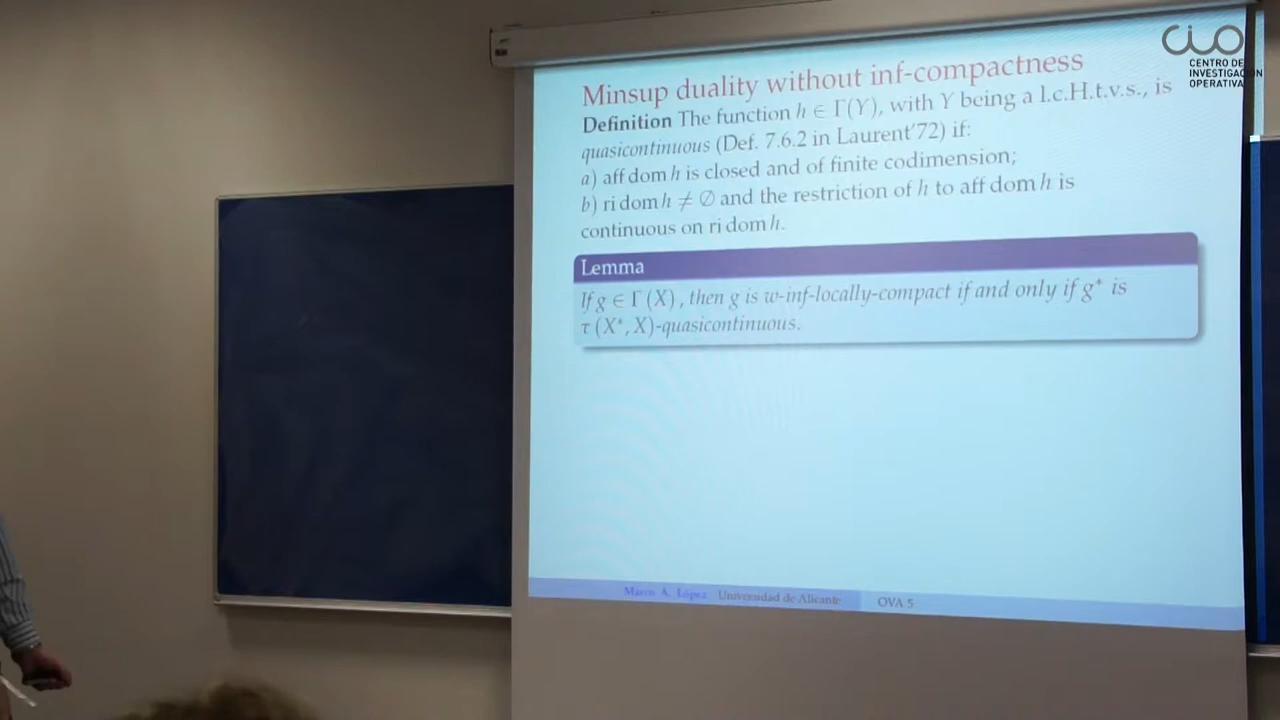 CIO
CENTRO DE
INVESTIGACIÓN
OPERATIVA
Minsup duality without inf-compactness
Definition The function h ∈ Γ(Y), with Y being a l.c.H.t.v.s., is
quasicontinuous (Def. 7.6.2 in Laurent'72) if:
a) aff dom h is closed and of finite codimension;
b) ri dom h ≠ ∅ and the restriction of h to aff dom h is
continuous on ri dom h.
Lemma
If g ∈ Γ (X), then g is w-inf-locally-compact if and only if g* is
τ (X*, X)-quasicontinuous.
Marco A. López Universidad de Alicante OVA 5